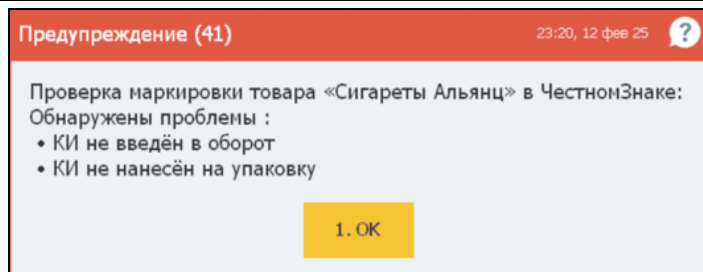 Предупреждение (41)
23:20, 12 фев 25
?
Проверка маркировки товара «Сигареты Альянц» в ЧестномЗнаке:
Обнаружены проблемы :
• КИ не введён в оборот
• КИ не нанесён на упаковку
1. OK